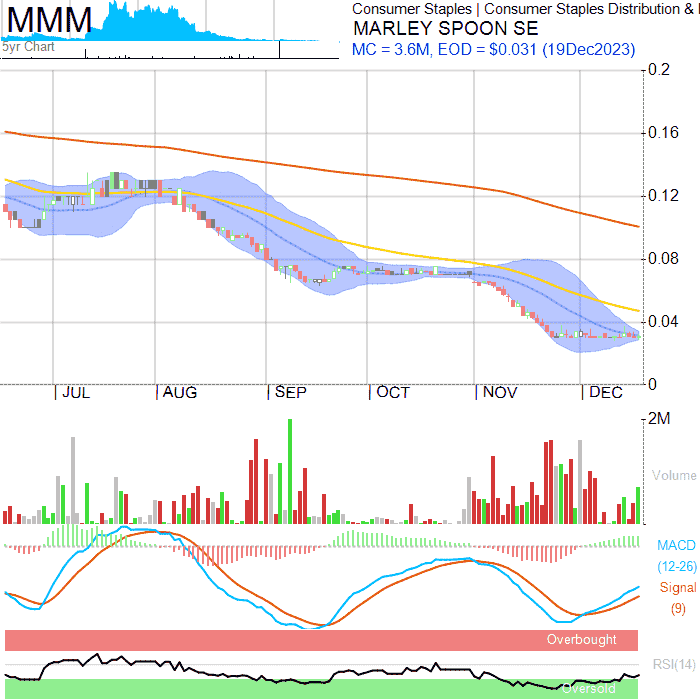 MMM
5yr Chart
Consumer Staples | Consumer Staples Distribution &
MARLEY SPOON SE
MC = 3.6M, EOD = $0.031 (19Dec2023)
0.2
0.16
0.12
0.08
0.04
0
JUL AUG SEP OCT NOV DEC
2M
Volume
MACD
(12-26)
Signal
(9)
Overbought
RSI(14)
Oversold